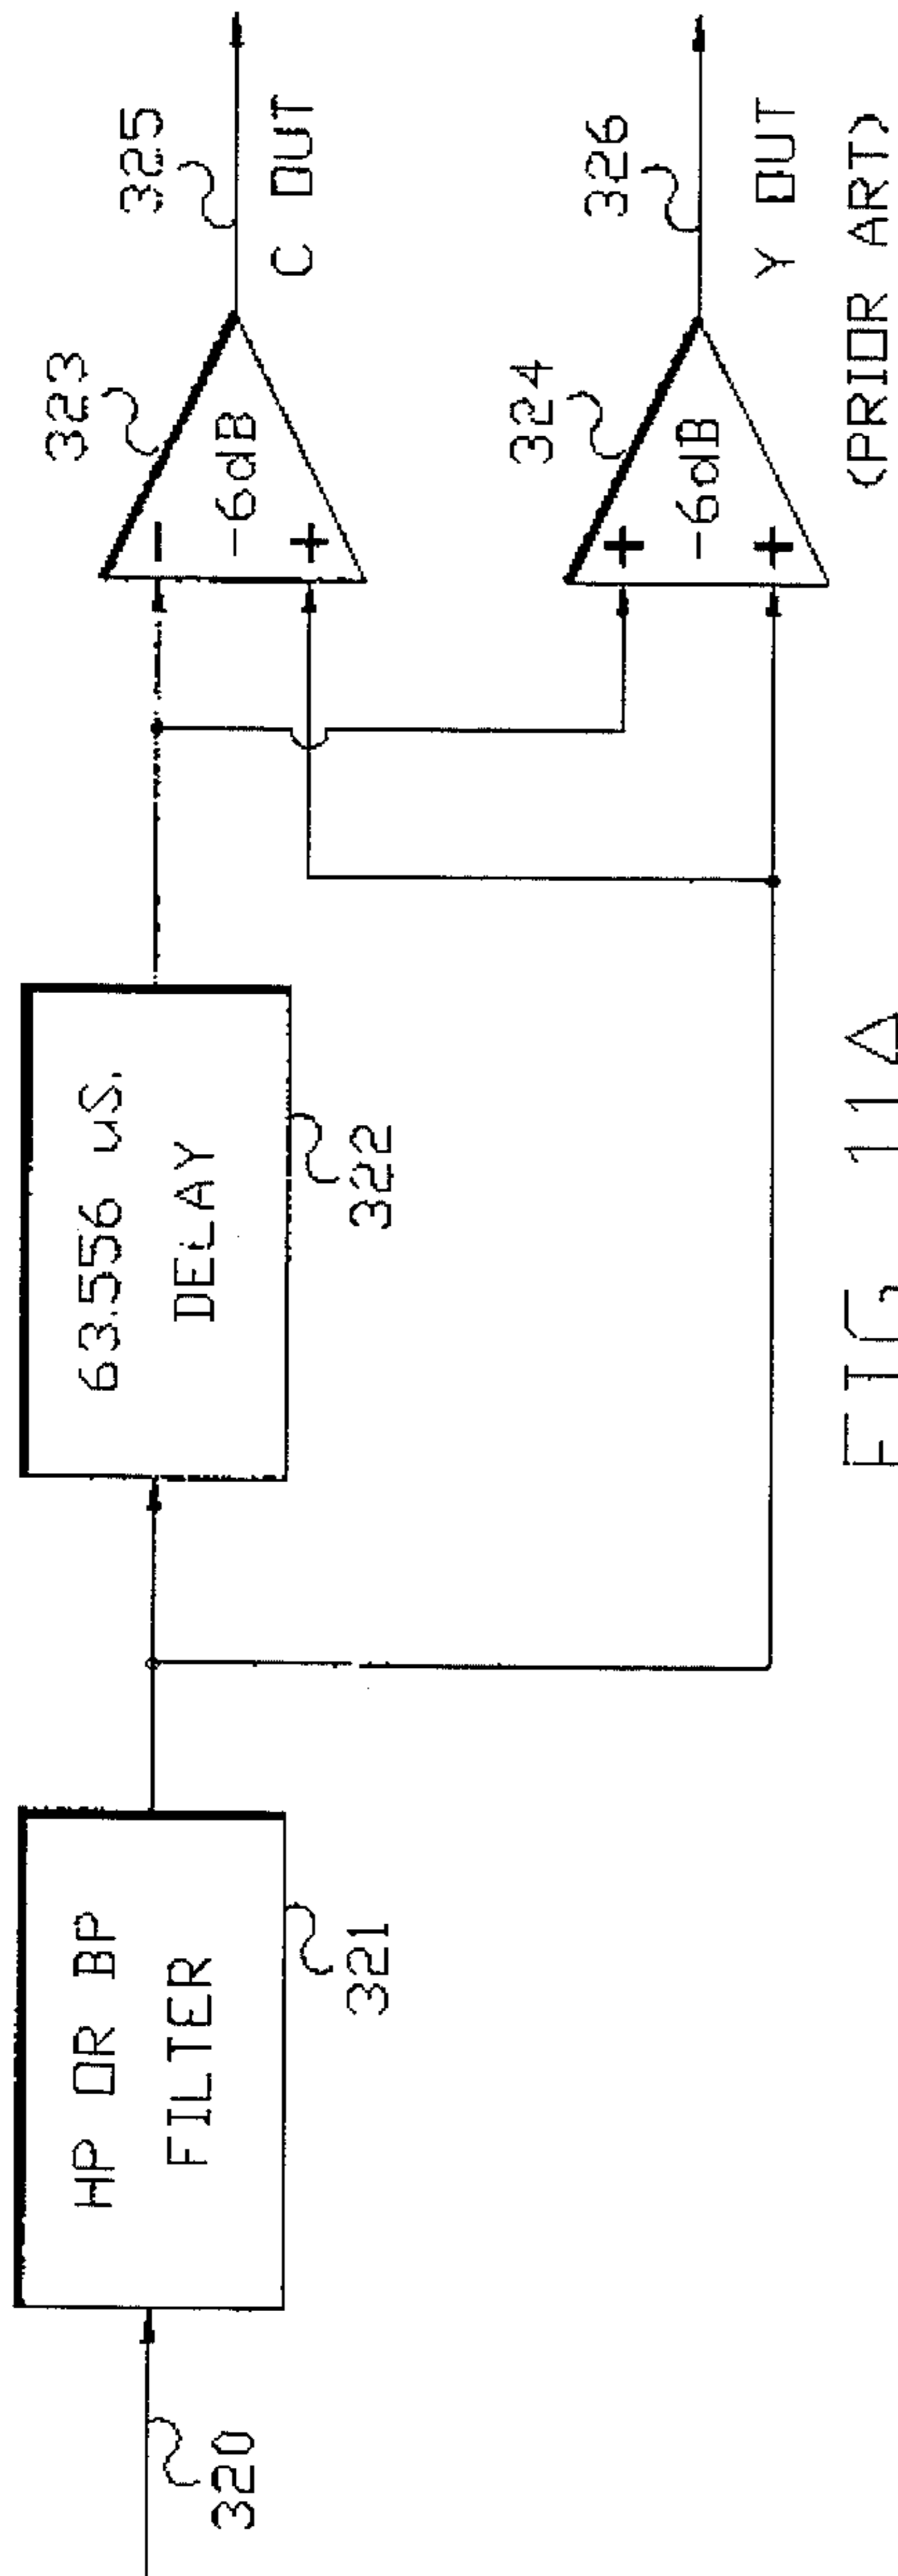 320
HP OR BP
FILTER
321
63.556 uS.
DELAY
322
323
-
-6dB
+
325
C OUT
324
+
-6dB
+
326
Y OUT
(PRIOR ART)
FIG 11A